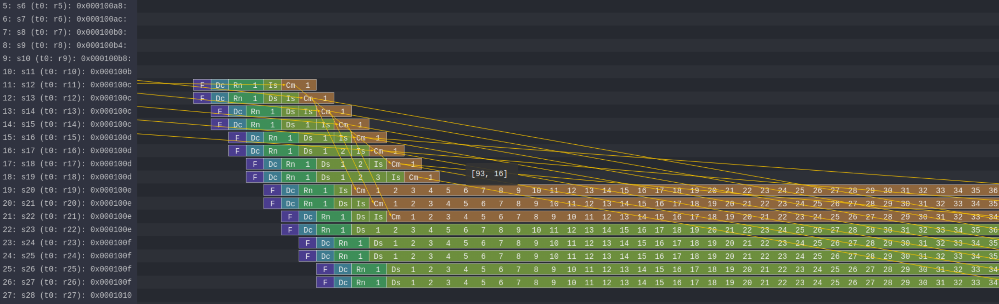 5: s6 (t0: r5): 0x000100a8:
6: s7 (t0: r6): 0x000100ac:
7: s8 (t0: r7): 0x000100b0:
8: s9 (t0: r8): 0x000100b4:
9: s10 (t0: r9): 0x000100b8:
10: s11 (t0: r10): 0x000100b
11: s12 (t0: r11): 0x000100c F Dc Rn 1 Is Cm 1
12: s13 (t0: r12): 0x000100c F Dc Rn 1 Ds Is Cm 1
13: s14 (t0: r13): 0x000100c F Dc Rn 1 Ds Is Cm 1
14: s15 (t0: r14): 0x000100c F Dc Rn 1 Ds 1 Is Cm 1
15: s16 (t0: r15): 0x000100d F Dc Rn 1 Ds 1 Is Cm 1
16: s17 (t0: r16): 0x000100d F Dc Rn 1 Ds 1 2 Is Cm 1
17: s18 (t0: r17): 0x000100d F Dc Rn 1 Ds 1 2 Is Cm 1
[93, 16]
18: s19 (t0: r18): 0x000100d F Dc Rn 1 Ds 1 2 3 Is Cm 1
19: s20 (t0: r19): 0x000100e F Dc Rn 1 Is Cm 1 2 3 4 5 6 7 8 9 10 11 12 13 14 15 16 17 18 19 20 21 22 23 24 25 26 27 28 29 30 31 32 33 34 35 36
20: s21 (t0: r20): 0x000100e F Dc Rn 1 Ds Is Cm 1 2 3 4 5 6 7 8 9 10 11 12 13 14 15 16 17 18 19 20 21 22 23 24 25 26 27 28 29 30 31 32 33 34 35
21: s22 (t0: r21): 0x000100e F Dc Rn 1 Ds Is Cm 1 2 3 4 5 6 7 8 9 10 11 12 13 14 15 16 17 18 19 20 21 22 23 24 25 26 27 28 29 30 31 32 33 34
22: s23 (t0: r22): 0x000100e F Dc Rn 1 Ds 1 2 3 4 5 6 7 8 9 10 11 12 13 14 15 16 17 18 19 20 21 22 23 24 25 26 27 28 29 30 31 32 33 34 35 36
23: s24 (t0: r23): 0x000100f F Dc Rn 1 Ds 1 2 3 4 5 6 7 8 9 10 11 12 13 14 15 16 17 18 19 20 21 22 23 24 25 26 27 28 29 30 31 32 33 34 35
24: s25 (t0: r24): 0x000100f F Dc Rn 1 Ds 1 2 3 4 5 6 7 8 9 10 11 12 13 14 15 16 17 18 19 20 21 22 23 24 25 26 27 28 29 30 31 32 33 34 35
25: s26 (t0: r25): 0x000100f F Dc Rn 1 Ds 1 2 3 4 5 6 7 8 9 10 11 12 13 14 15 16 17 18 19 20 21 22 23 24 25 26 27 28 29 30 31 32 33 34
26: s27 (t0: r26): 0x000100f F Dc Rn 1 Ds 1 2 3 4 5 6 7 8 9 10 11 12 13 14 15 16 17 18 19 20 21 22 23 24 25 26 27 28 29 30 31 32 33 34
27: s28 (t0: r27): 0x0001010